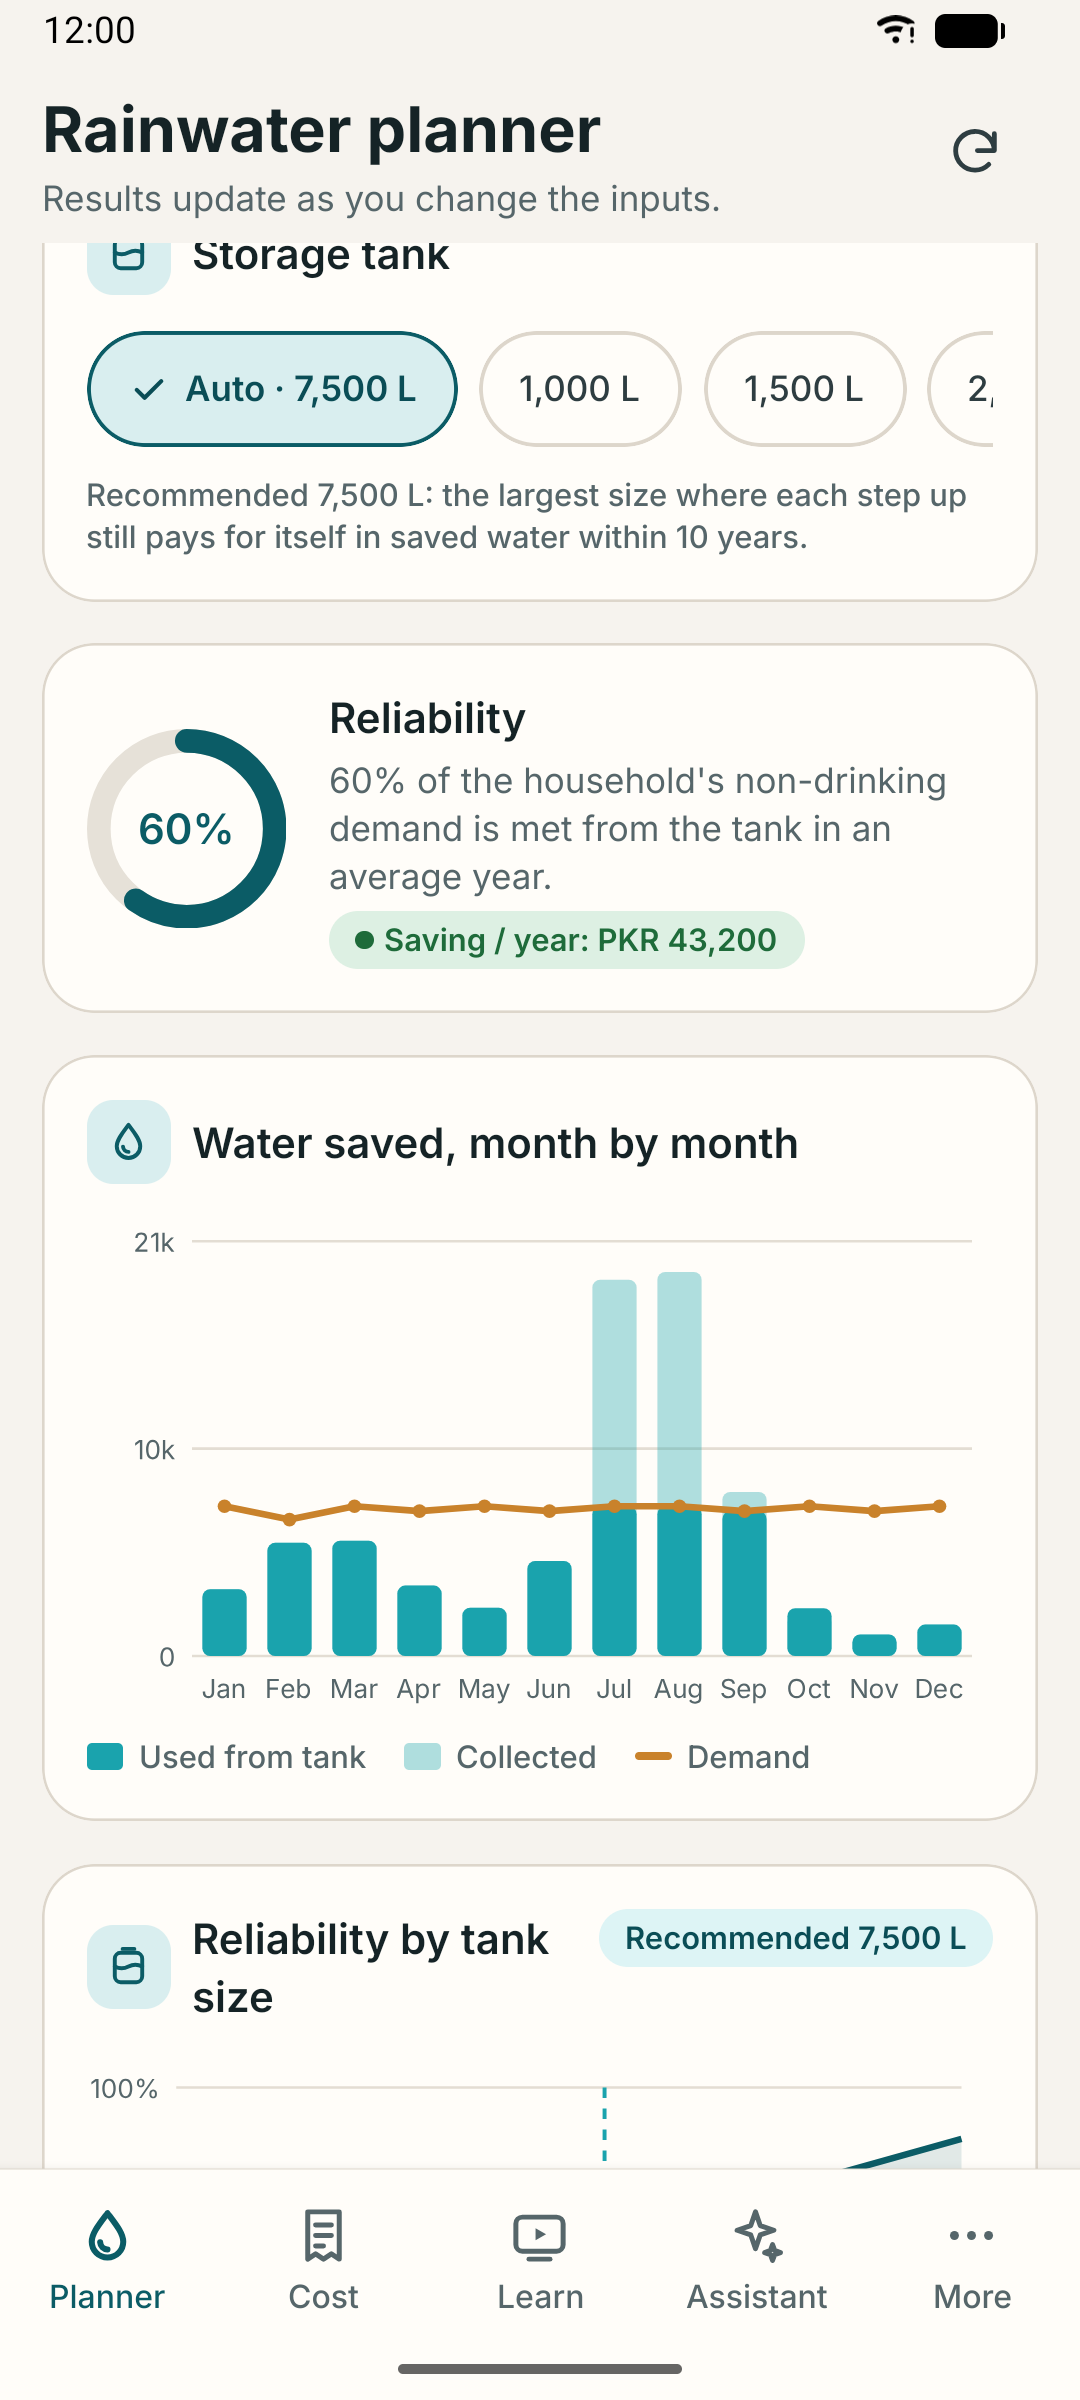 12:00
Rainwater planner
Results update as you change the inputs.
Storage tank
Auto · 7,500 L
1,000 L
1,500 L
2,
Recommended 7,500 L: the largest size where each step up
still pays for itself in saved water within 10 years.
60%
Reliability
60% of the household's non-drinking
demand is met from the tank in an
average year.
Saving / year: PKR 43,200
Water saved, month by month
21k
10k
0
Jan Feb Mar Apr May Jun Jul Aug Sep Oct Nov Dec
Used from tank
Collected
Demand
Reliability by tank
size
Recommended 7,500 L
100%
Planner
Cost
Learn
Assistant
More